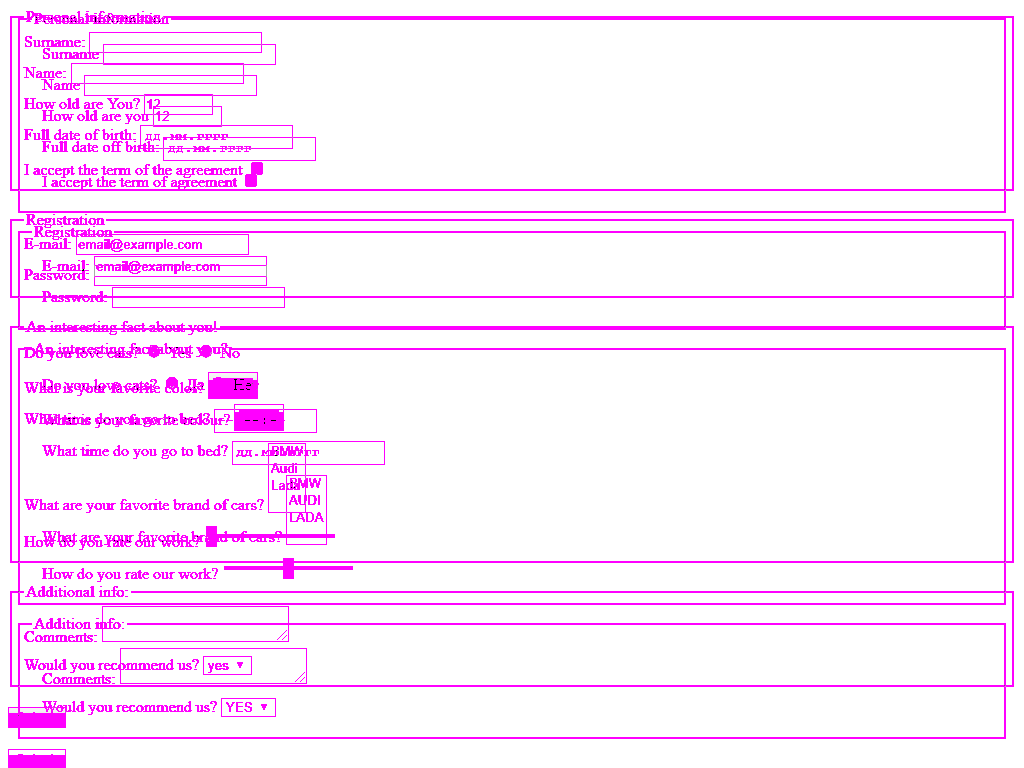 Personal information
Personal information
Surname:
Surname
Name:
Name
How old are You? 12
How old are you 12
Full date of birth: дд.мм.гггг
Full date off birth: дд.мм.гггг
I accept the term of the agreement
I accept the term of agreement
Registration
Registration
E-mail: email@example.com
E-mail: email@example.com
Password:
Password:
An interesting fact about you!
An interesting fact about you?
Do you love cats? Yes No
Do you love cats? Да Не
What is your favorite color?
What time do you go to bed? --:--
What is your favorite colour?
What time do you go to bed? дд.мм.гггг
BMW
Audi
Lada
BMW
AUDI
LADA
What are your favorite brand of cars?
What are your favorite brand of cars?
How do you rate our work?
How do you rate our work?
Additional info:
Addition info:
Comments:
Would you recommend us? yes
Comments:
Would you recommend us? YES